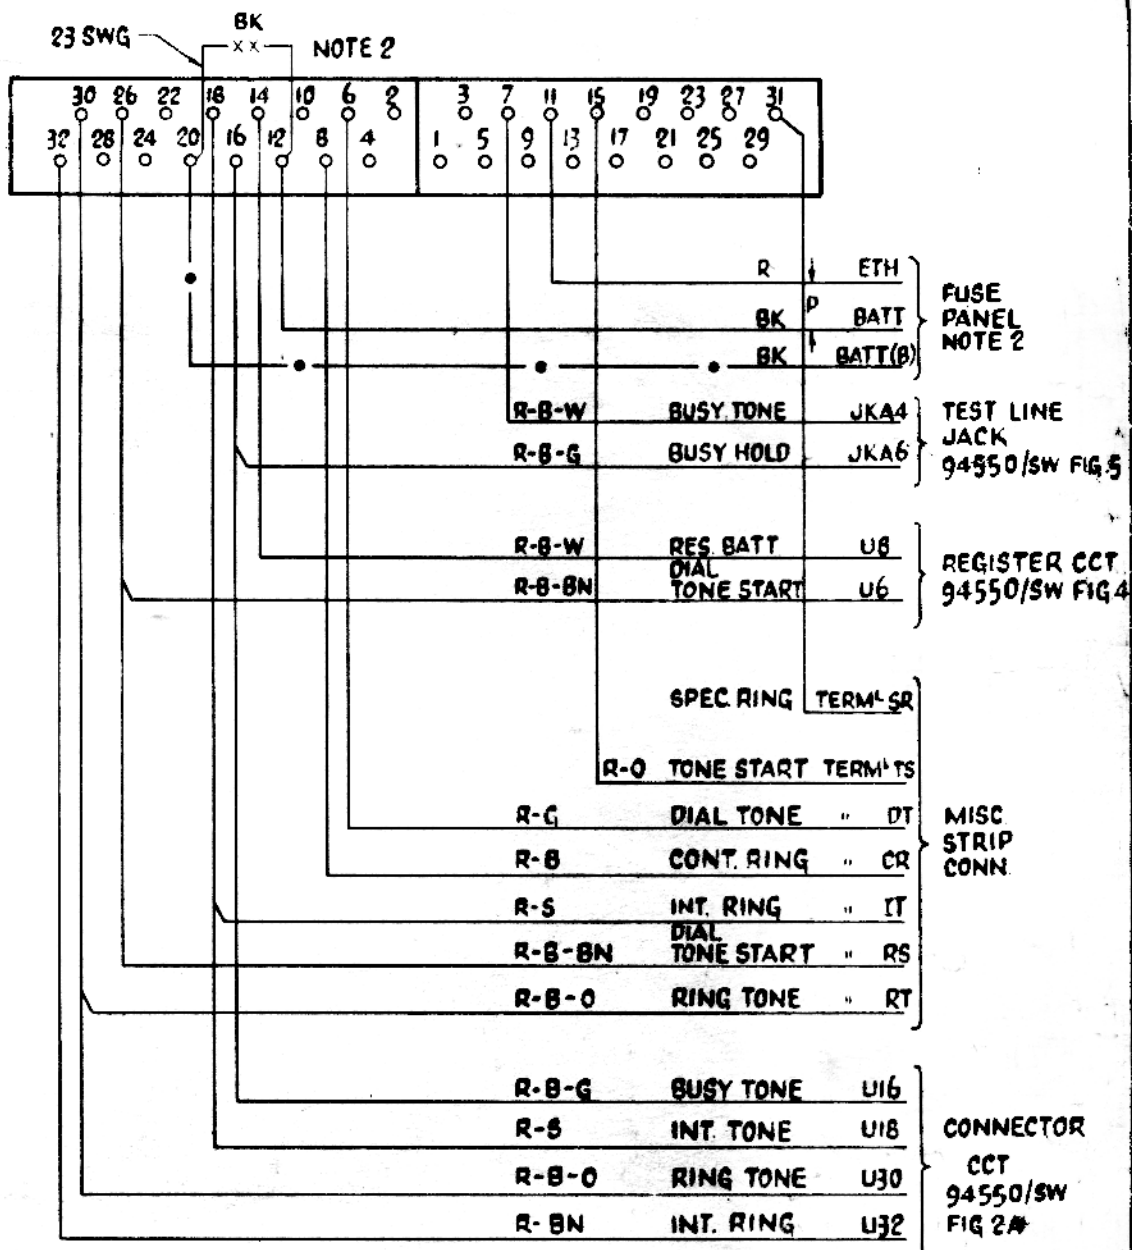 BK
23 SWG
x x
NOTE 2
30 26 22 18 14 10 6 2 3 7 11 15 19 23 27 31
32 28 24 20 16 12 8 4 1 5 9 13 17 21 25 29
R ETH
P
BK BATT
BK BATT(B)
FUSE
PANEL
NOTE 2
R-B-W BUSY TONE JKA4
R-B-G BUSY HOLD JKA6
TEST LINE
JACK
94550/SW FIG.5
R-B-W RES. BATT U8
DIAL
R-B-BN TONE START U6
REGISTER CCT
94550/SW FIG 4
SPEC. RING TERMᴸ SR
R-O TONE START TERMᴸ TS
R-G DIAL TONE " DT
R-B CONT. RING " CR
R-S INT. RING " IT
DIAL
R-B-BN TONE START " RS
R-B-O RING TONE " RT
MISC
STRIP
CONN.
R-B-G BUSY TONE U16
R-S INT. TONE U18
R-B-O RING TONE U30
R-BN INT. RING U32
CONNECTOR
CCT
94550/SW
FIG